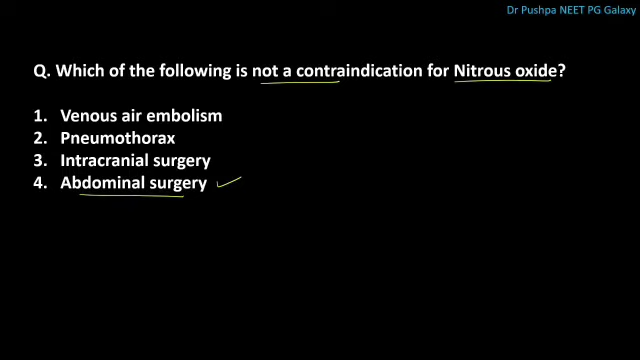 Dr Pushpa NEET PG Galaxy
Q. Which of the following is not a contraindication for Nitrous oxide?
1. Venous air embolism
2. Pneumothorax
3. Intracranial surgery
4. Abdominal surgery